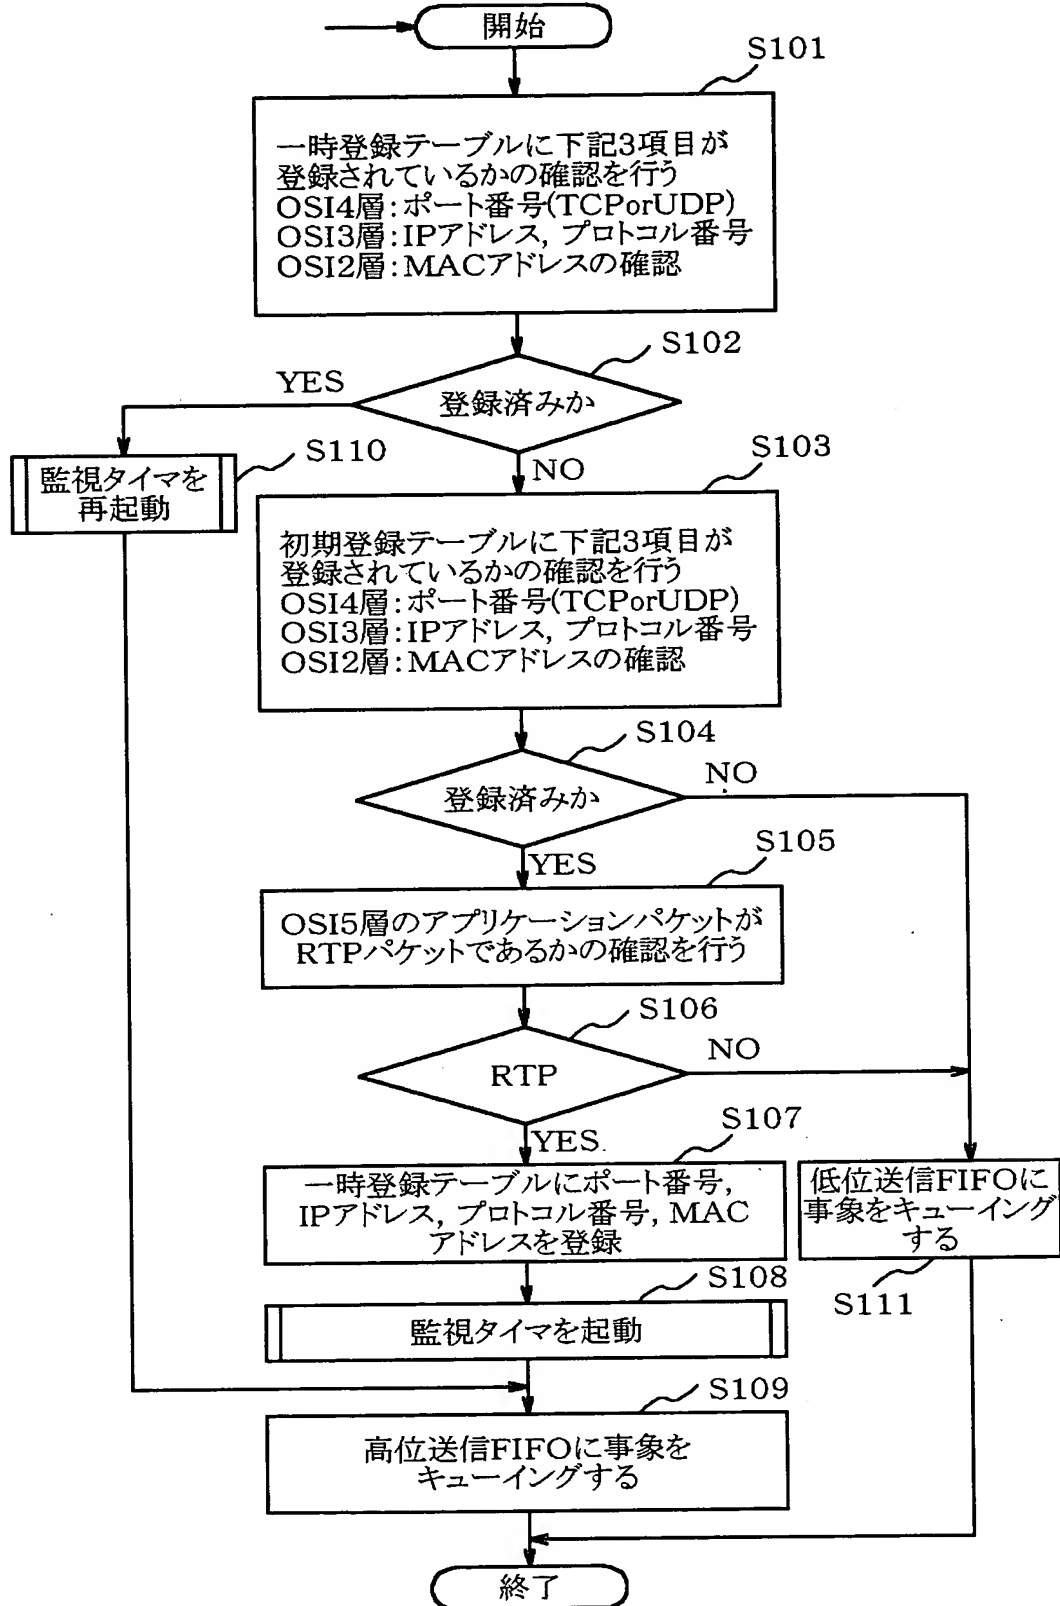 開始
S101
一時登録テーブルに下記3項目が
登録されているかの確認を行う
OSI4層:ポート番号(TCPorUDP)
OSI3層:IPアドレス, プロトコル番号
OSI2層:MACアドレスの確認
S102
YES
登録済みか
S110
NO
監視タイマを
再起動
S103
初期登録テーブルに下記3項目が
登録されているかの確認を行う
OSI4層:ポート番号(TCPorUDP)
OSI3層:IPアドレス, プロトコル番号
OSI2層:MACアドレスの確認
S104
NO
登録済みか
YES
S105
OSI5層のアプリケーションパケットが
RTPパケットであるかの確認を行う
S106
NO
RTP
YES
S107
一時登録テーブルにポート番号,
IPアドレス, プロトコル番号, MAC
アドレスを登録
低位送信FIFOに
事象をキューイング
する
S111
S108
監視タイマを起動
S109
高位送信FIFOに事象を
キューイングする
終了